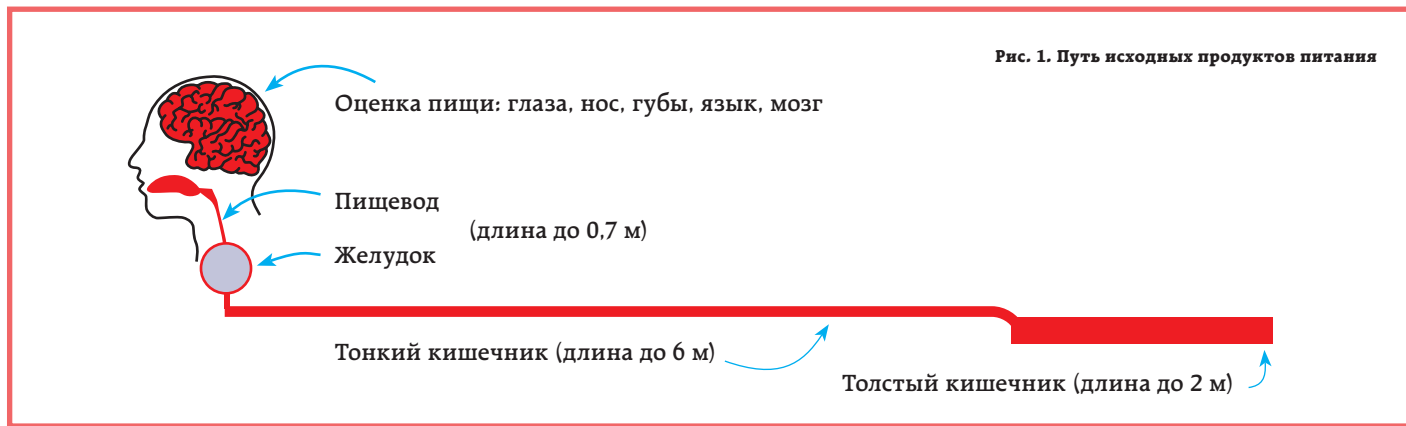 Рис. 1. Путь исходных продуктов питания
Оценка пищи: глаза, нос, губы, язык, мозг
Пищевод
(длина до 0,7 м)
Желудок
Тонкий кишечник (длина до 6 м)
Толстый кишечник (длина до 2 м)